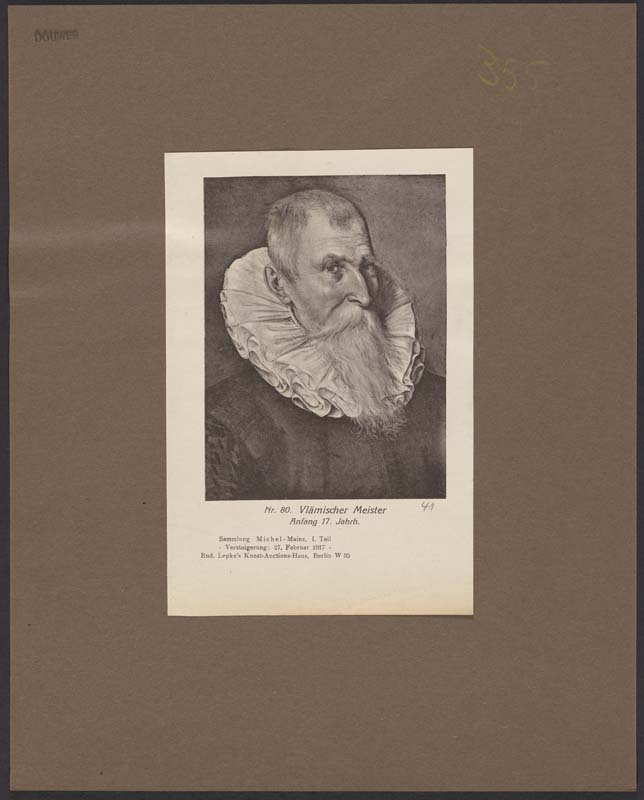 DOUWES
355
Nr. 80. Vlämischer Meister
Anfang 17. Jahrh.
41
Sammlung Michel-Mainz, I. Teil
- Versteigerung: 27. Februar 1917 -
Rud. Lepke's Kunst-Auctions-Haus, Berlin W 35